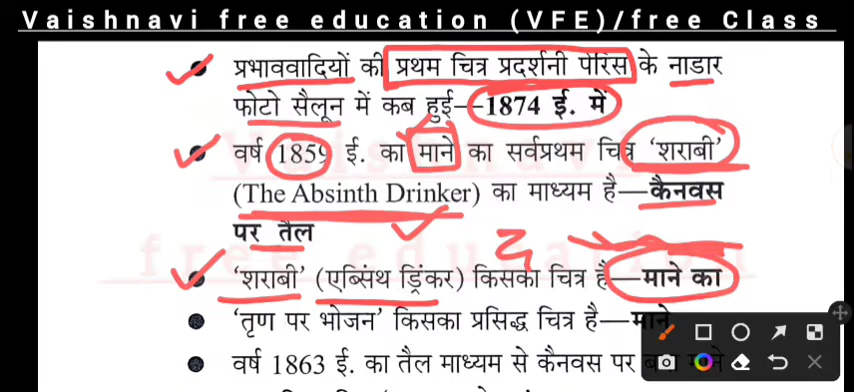 Vaishnavi free education (VFE)/free Class
प्रभाववादियों की प्रथम चित्र प्रदर्शनी पेरिस के नाडार
फोटो सैलून में कब हुई—1874 ई. में
वर्ष 1859 ई. का माने का सर्वप्रथम चित्र 'शराबी'
(The Absinth Drinker) का माध्यम है—कैनवस
पर तैल
'शराबी' (एब्सिंथ ड्रिंकर) किसका चित्र है—माने का
'तृण पर भोजन' किसका प्रसिद्ध चित्र है—माने
वर्ष 1863 ई. का तैल माध्यम से कैनवस पर